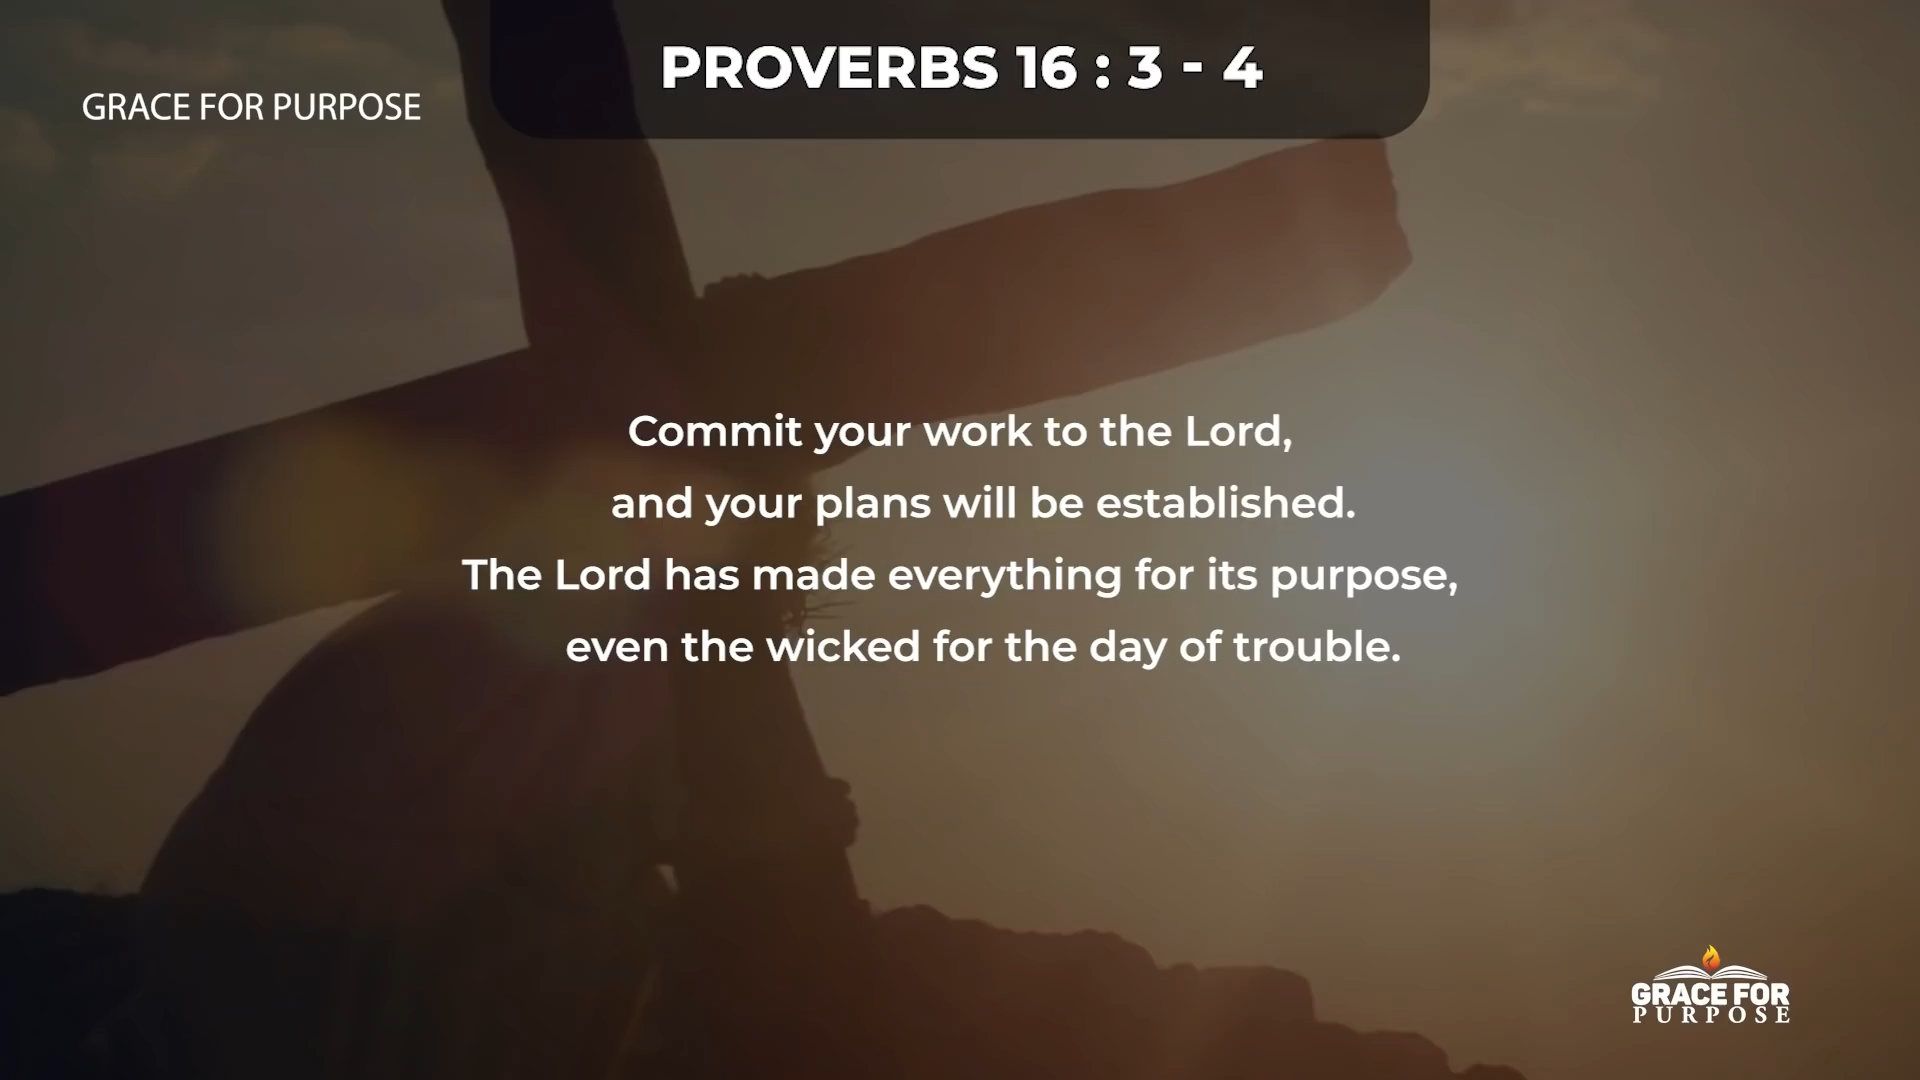 PROVERBS 16 : 3 - 4
GRACE FOR PURPOSE
Commit your work to the Lord,
and your plans will be established.
The Lord has made everything for its purpose,
even the wicked for the day of trouble.
GRACE FOR
PURPOSE